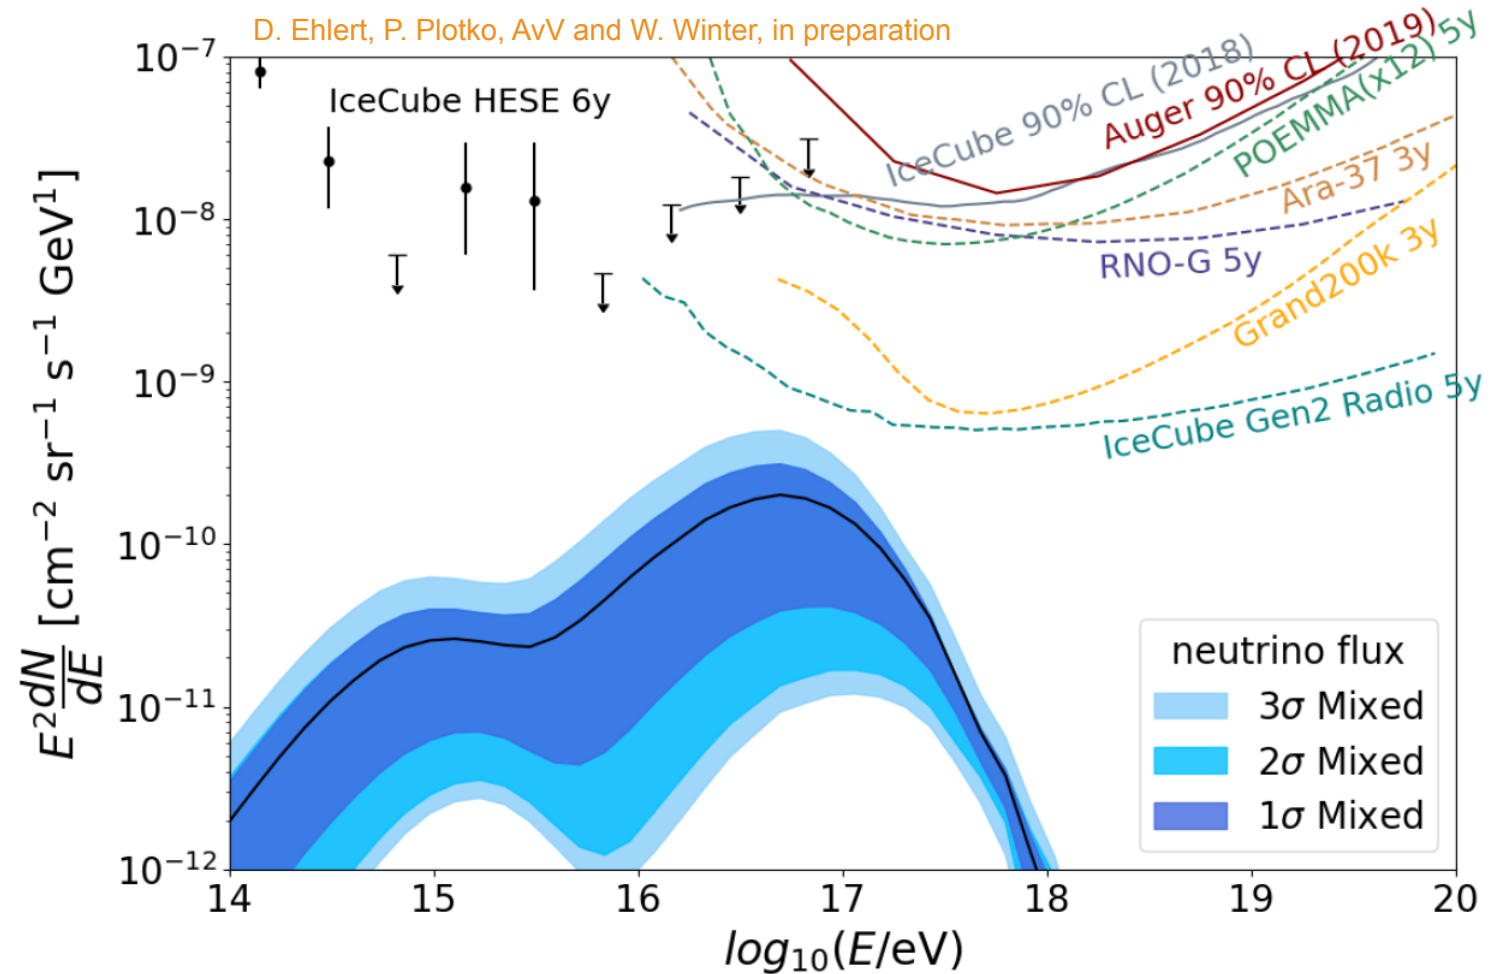 D. Ehlert, P. Plotko, AvV and W. Winter, in preparation
10⁻⁷
10⁻⁸
10⁻⁹
10⁻¹⁰
10⁻¹¹
10⁻¹²
E² dN/dE [cm⁻² sr⁻¹ s⁻¹ GeV¹]
IceCube HESE 6y
IceCube 90% CL (2018)
Auger 90% CL (2019)
POEMMA(x12) 5y
Ara-37 3y
RNO-G 5y
Grand200k 3y
IceCube Gen2 Radio 5y
neutrino flux
3σ Mixed
2σ Mixed
1σ Mixed
14 15 16 17 18 19 20
log₁₀(E/eV)